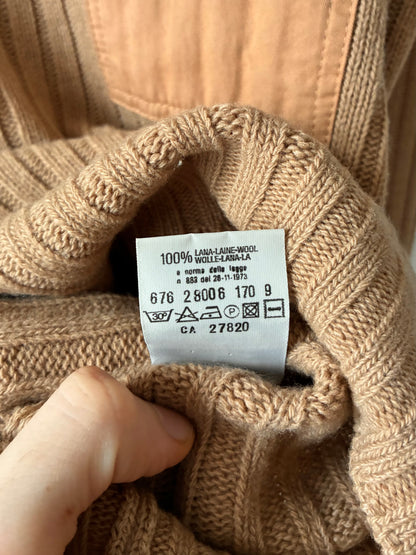 100% LANA-LAINE-WOOL
WOLLE-LANA-LA
a norma della legge
n 883 del 26-11-1973
676 28006 170 9
30° P
CA 27820